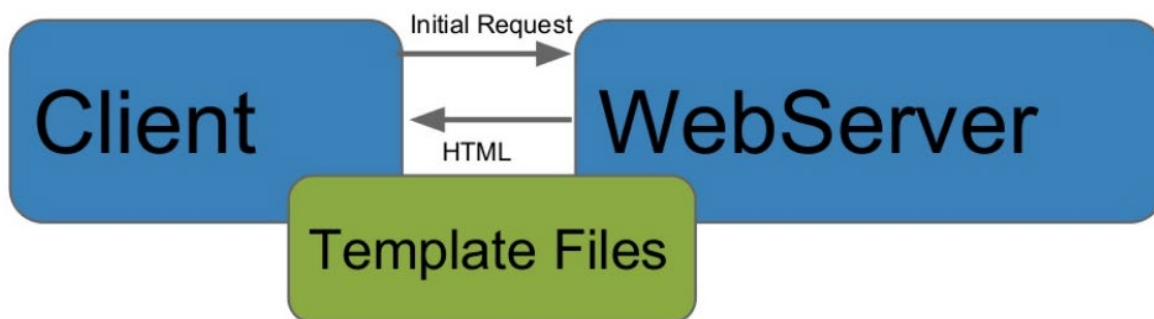 Initial Request
Client
WebServer
HTML
Template Files